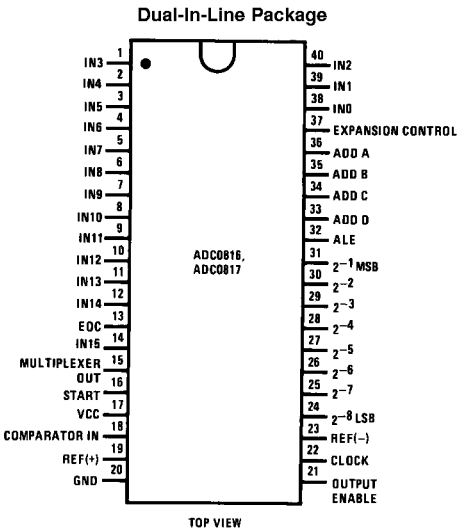 Dual-In-Line Package
1 IN3
2 IN4
3 IN5
4 IN6
5 IN7
6 IN8
7 IN9
8 IN10
9 IN11
10 IN12
11 IN13
12 IN14
13 EOC
14 IN15
15 MULTIPLEXER
OUT
16 START
17 VCC
18 COMPARATOR IN
19 REF(+)
20 GND
ADC0816,
ADC0817
40 IN2
39 IN1
38 IN0
37 EXPANSION CONTROL
36 ADD A
35 ADD B
34 ADD C
33 ADD D
32 ALE
31 2⁻¹ MSB
30 2⁻²
29 2⁻³
28 2⁻⁴
27 2⁻⁵
26 2⁻⁶
25 2⁻⁷
24 2⁻⁸ LSB
23 REF(−)
22 CLOCK
21 OUTPUT
ENABLE
TOP VIEW